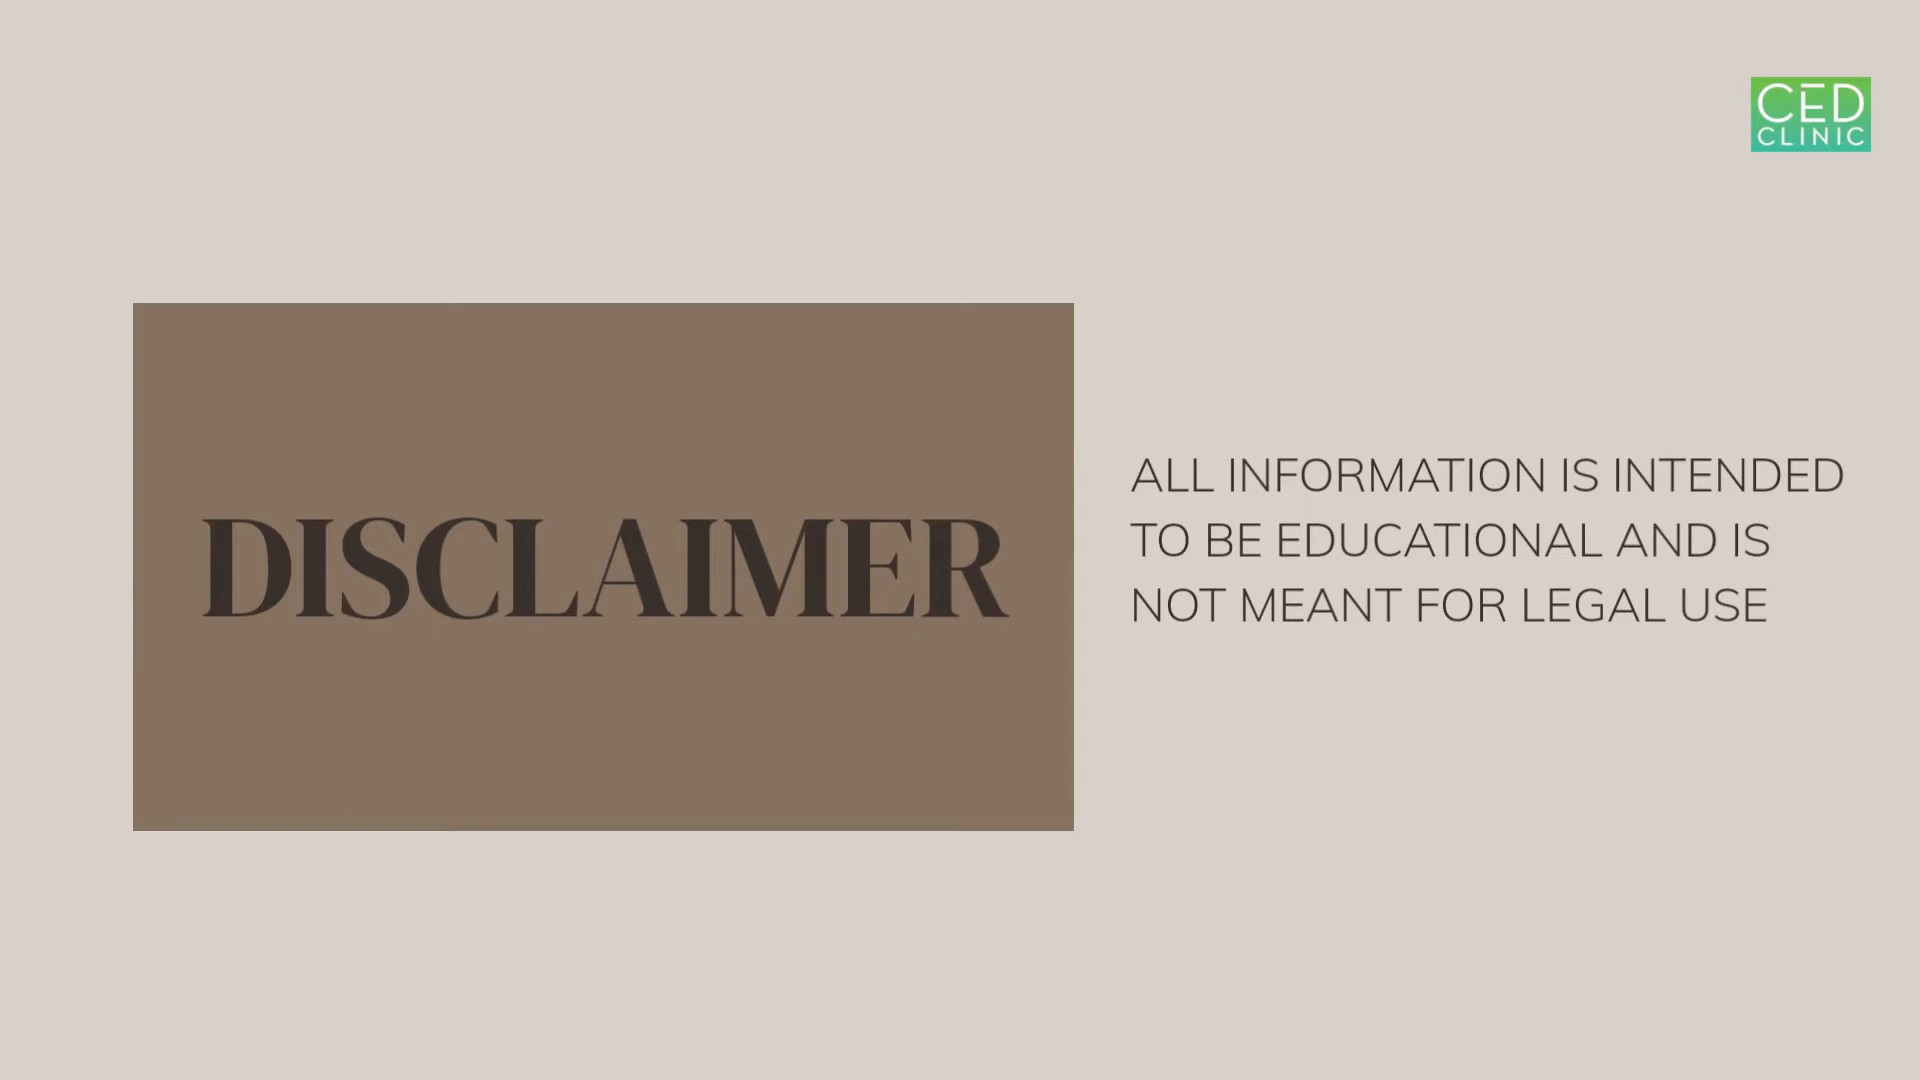 CED
CLINIC
DISCLAIMER
ALL INFORMATION IS INTENDED
TO BE EDUCATIONAL AND IS
NOT MEANT FOR LEGAL USE